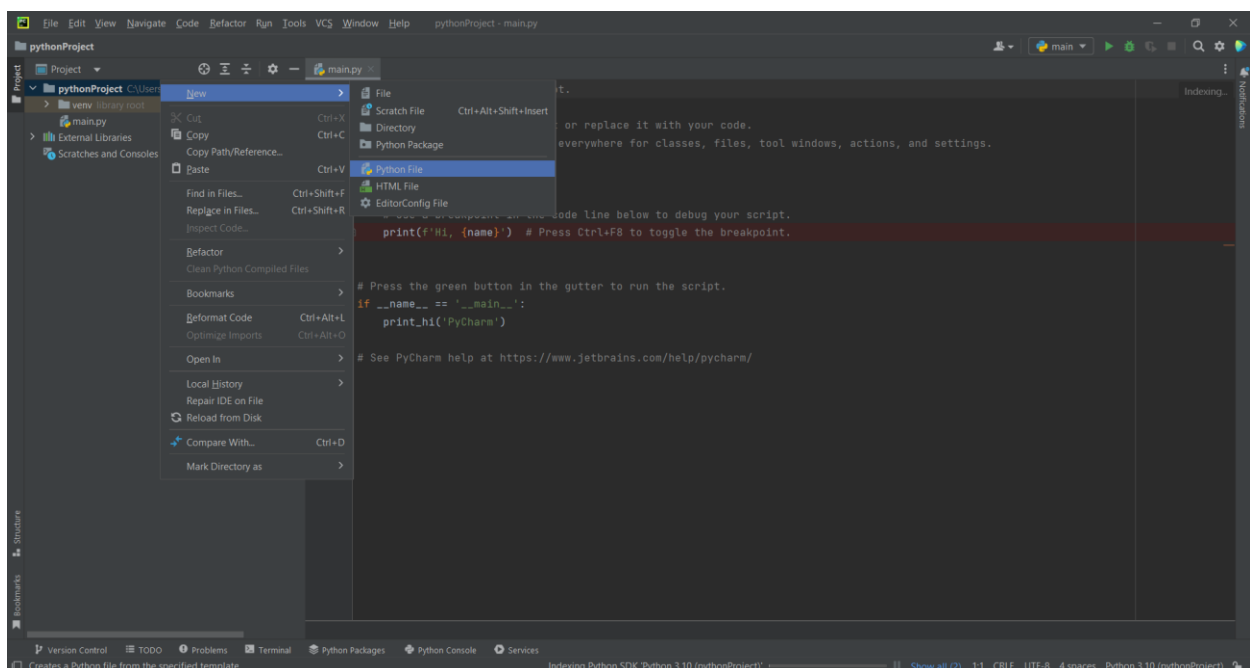 File Edit View Navigate Code Refactor Run Tools VCS Window Help pythonProject - main.py
pythonProject
main
Project
main.py
pythonProject C:\Users
venv library root
main.py
External Libraries
Scratches and Consoles
New
Cut Ctrl+X
Copy Ctrl+C
Copy Path/Reference...
Paste Ctrl+V
Find in Files... Ctrl+Shift+F
Replace in Files... Ctrl+Shift+R
Inspect Code...
Refactor
Clean Python Compiled Files
Bookmarks
Reformat Code Ctrl+Alt+L
Optimize Imports Ctrl+Alt+O
Open In
Local History
Repair IDE on File
Reload from Disk
Compare With... Ctrl+D
Mark Directory as
File
Scratch File Ctrl+Alt+Shift+Insert
Directory
Python Package
Python File
HTML File
EditorConfig File
Indexing...
or replace it with your code.
everywhere for classes, files, tool windows, actions, and settings.
code line below to debug your script.
print(f'Hi, {name}') # Press Ctrl+F8 to toggle the breakpoint.
# Press the green button in the gutter to run the script.
if __name__ == '__main__':
print_hi('PyCharm')
# See PyCharm help at https://www.jetbrains.com/help/pycharm/
Project
Structure
Bookmarks
Notifications
Version Control TODO Problems Terminal Python Packages Python Console Services
Creates a Python file from the specified template Indexing Python SDK 'Python 3.10 (pythonProject)' Show all (2) 1:1 CRLF UTF-8 4 spaces Python 3.10 (pythonProject)